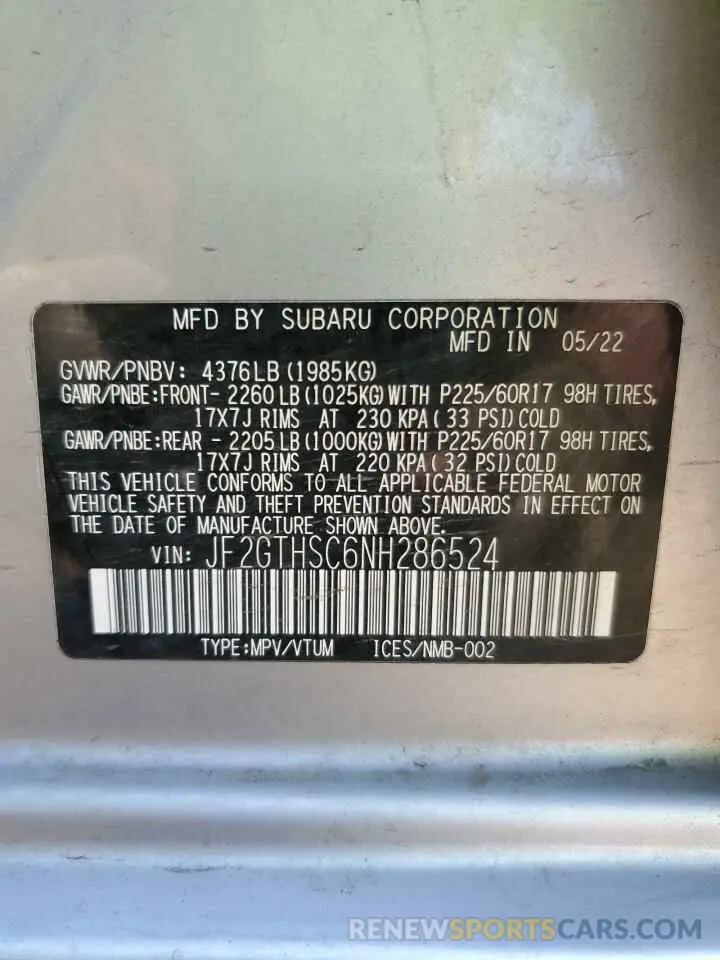 MFD BY SUBARU CORPORATION
MFD IN 05/22
GVWR/PNBV: 4376LB(1985KG)
GAWR/PNBE:FRONT- 2260LB(1025KG)WITH P225/60R17 98H TIRES,
17X7J RIMS AT 230 KPA(33 PSI)COLD
GAWR/PNBE:REAR - 2205LB(1000KG)WITH P225/60R17 98H TIRES,
17X7J RIMS AT 220 KPA(32 PSI)COLD
THIS VEHICLE CONFORMS TO ALL APPLICABLE FEDERAL MOTOR
VEHICLE SAFETY AND THEFT PREVENTION STANDARDS IN EFFECT ON
THE DATE OF MANUFACTURE SHOWN ABOVE.
VIN: JF2GTHSC6NH286524
TYPE:MPV/VTUM ICES/NMB-002
RENEWSPORTSCARS.COM